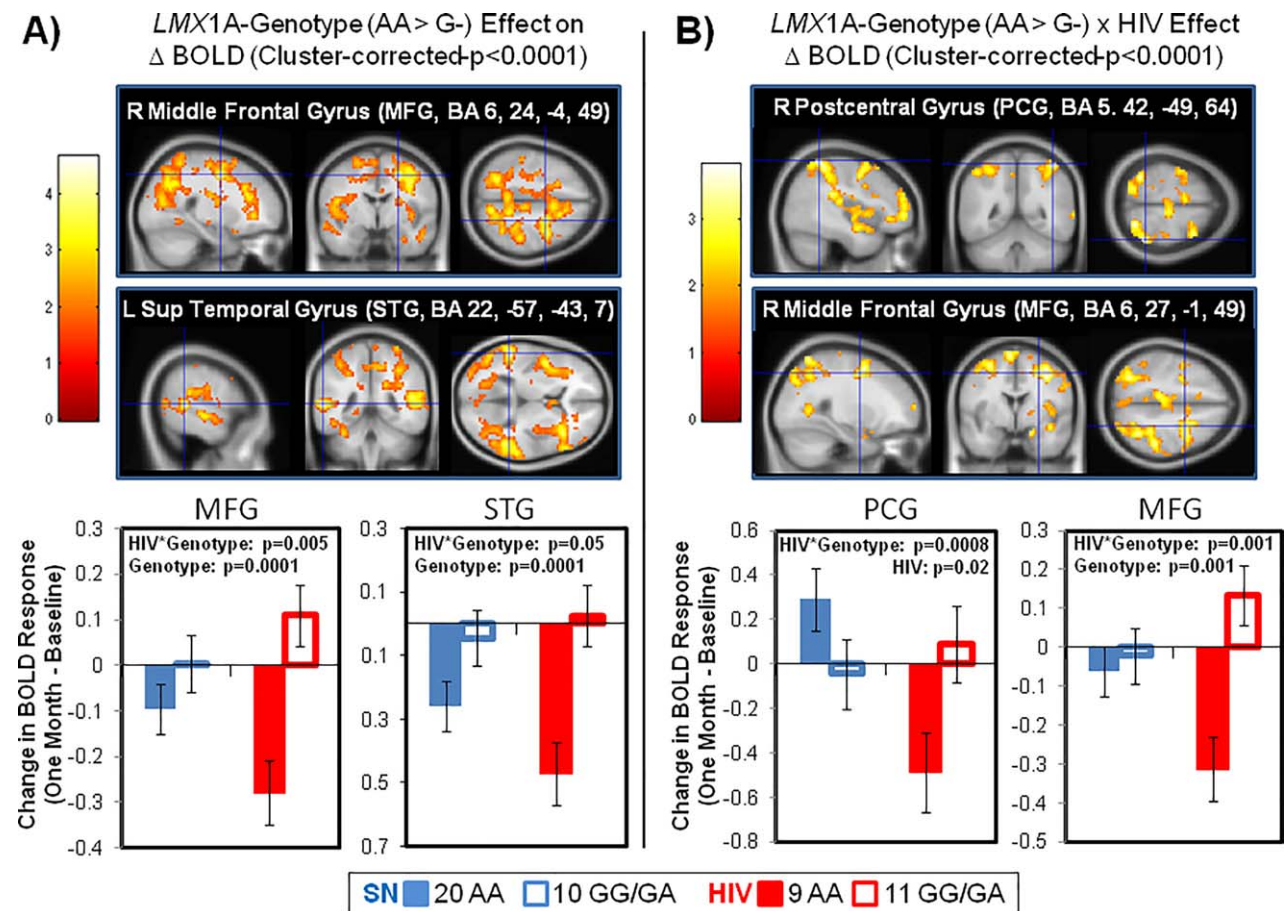 A)
LMX1A-Genotype (AA> G-) Effect on
Δ BOLD (Cluster-corrected-p<0.0001)
R Middle Frontal Gyrus (MFG, BA 6, 24, -4, 49)
4
3
2
1
0
L Sup Temporal Gyrus (STG, BA 22, -57, -43, 7)
MFG
Change in BOLD Response
(One Month - Baseline)
0.3
0.2
0.1
0
-0.1
-0.2
-0.3
-0.4
HIV*Genotype: p=0.005
Genotype: p=0.0001
STG
0.3
0.1
0.1
0.3
0.5
0.7
HIV*Genotype: p=0.05
Genotype: p=0.0001
B)
LMX1A-Genotype (AA> G-) x HIV Effect
Δ BOLD (Cluster-corrected-p<0.0001)
R Postcentral Gyrus (PCG, BA 5. 42, -49, 64)
3
2
1
0
R Middle Frontal Gyrus (MFG, BA 6, 27, -1, 49)
PCG
Change in BOLD Response
(One Month - Baseline)
0.6
0.4
0.2
0
-0.2
-0.4
-0.6
-0.8
HIV*Genotype: p=0.0008
HIV: p=0.02
MFG
0.3
0.2
0.1
0
-0.1
-0.2
-0.3
-0.4
-0.5
HIV*Genotype: p=0.001
Genotype: p=0.001
SN 20 AA 10 GG/GA HIV 9 AA 11 GG/GA